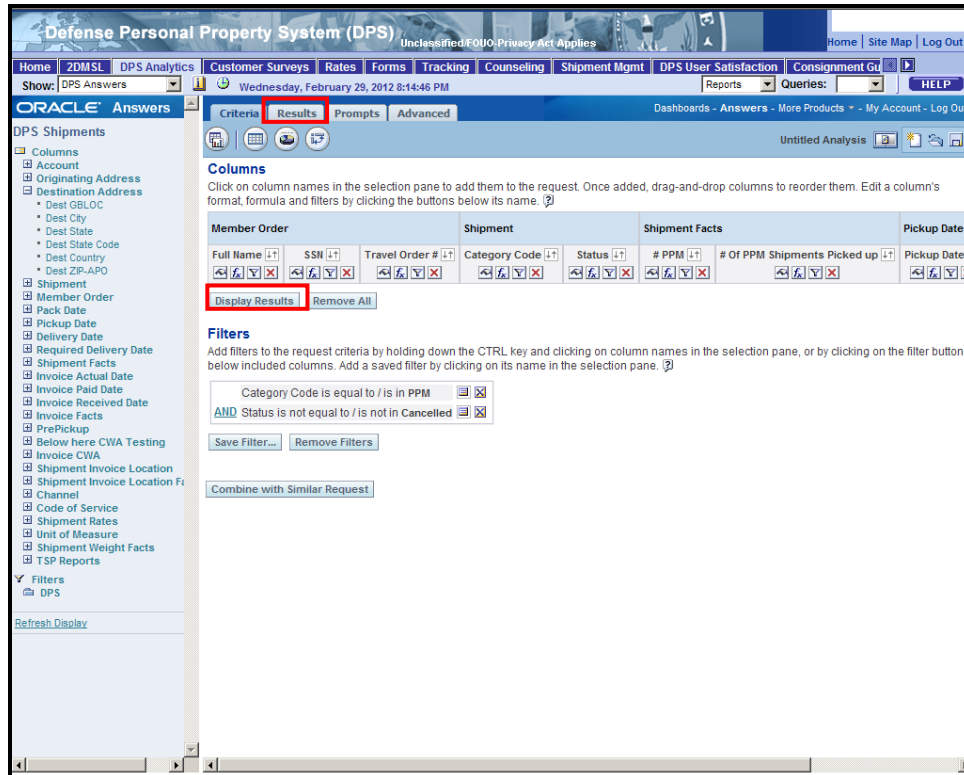 Defense Personal Property System (DPS) Unclassified/FOUO-Privacy Act Applies
Home | Site Map | Log Out
Home 2DMSL DPS Analytics Customer Surveys Rates Forms Tracking Counseling Shipment Mgmt DPS User Satisfaction Consignment Gu
Show: DPS Answers Wednesday, February 29, 2012 8:14:46 PM Reports Queries: HELP
ORACLE Answers
Criteria Results Prompts Advanced
Dashboards - Answers - More Products - My Account - Log Ou
Untitled Analysis
DPS Shipments
Columns
Account
Originating Address
Destination Address
Dest GBLOC
Dest City
Dest State
Dest State Code
Dest Country
Dest ZIP-APO
Shipment
Member Order
Pack Date
Pickup Date
Delivery Date
Required Delivery Date
Shipment Facts
Invoice Actual Date
Invoice Paid Date
Invoice Received Date
Invoice Facts
PrePickup
Below here CWA Testing
Invoice CWA
Shipment Invoice Location
Shipment Invoice Location Fa
Channel
Code of Service
Shipment Rates
Unit of Measure
Shipment Weight Facts
TSP Reports
Filters
DPS
Refresh Display
Columns
Click on column names in the selection pane to add them to the request. Once added, drag-and-drop columns to reorder them. Edit a column's
format, formula and filters by clicking the buttons below its name.
Member Order Shipment Shipment Facts Pickup Date
Full Name SSN Travel Order # Category Code Status # PPM # Of PPM Shipments Picked up Pickup Date
Display Results Remove All
Filters
Add filters to the request criteria by holding down the CTRL key and clicking on column names in the selection pane, or by clicking on the filter button
below included columns. Add a saved filter by clicking on its name in the selection pane.
Category Code is equal to / is in PPM
AND Status is not equal to / is not in Cancelled
Save Filter... Remove Filters
Combine with Similar Request